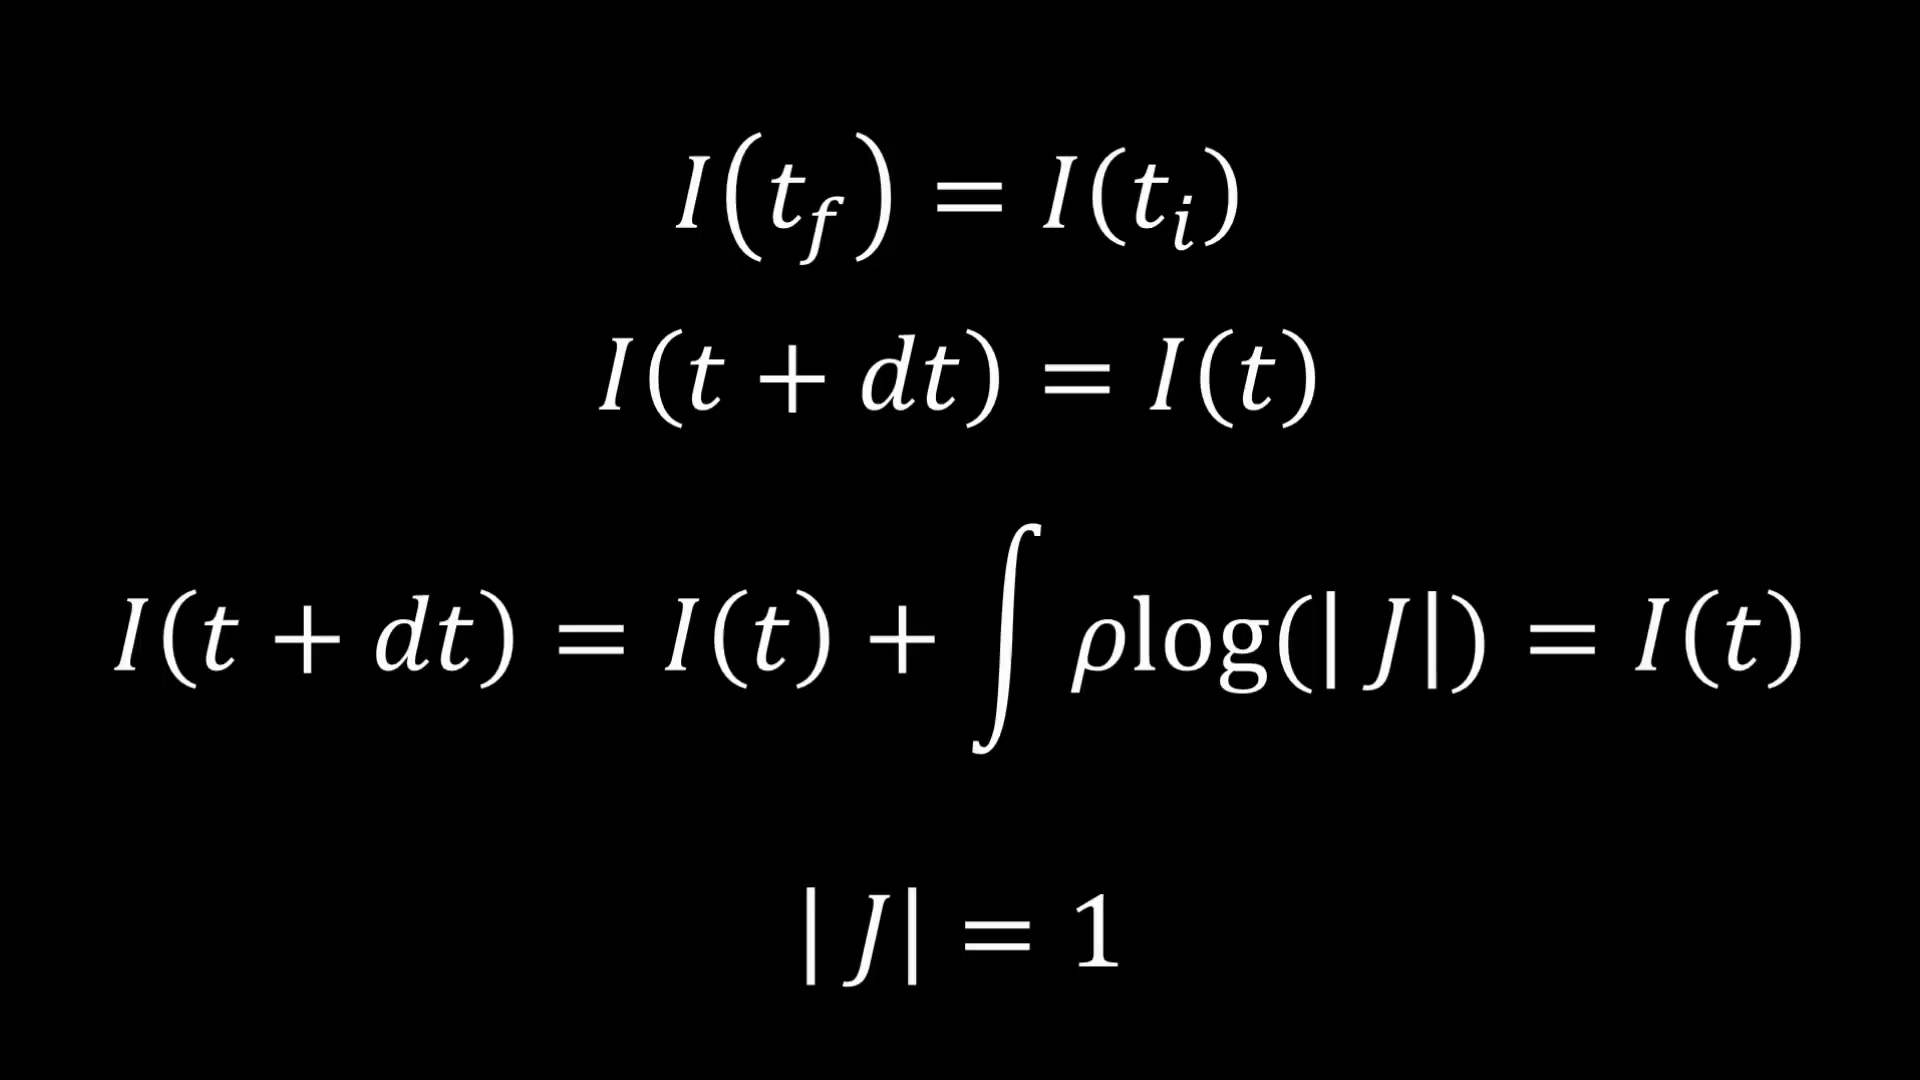 I(t_f) = I(t_i)
I(t + dt) = I(t)
I(t + dt) = I(t) + ∫ ρlog(|J|) = I(t)
|J| = 1